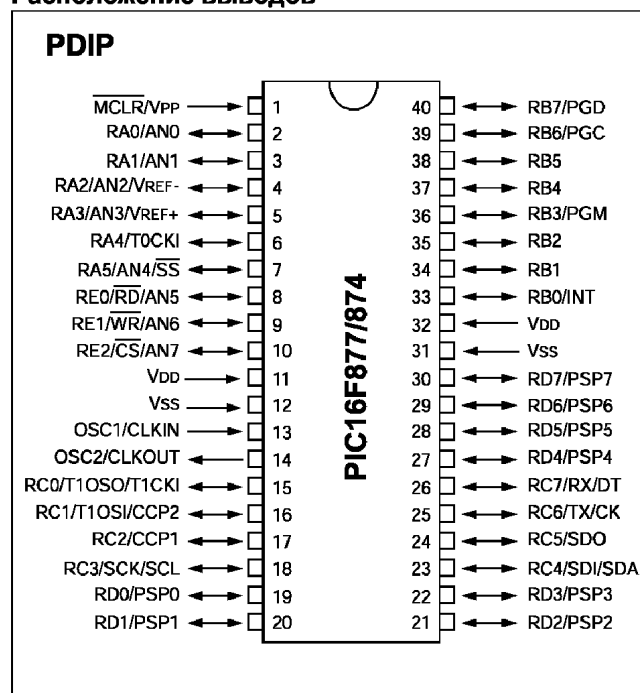 Расположение выводов
PDIP
MCLR/VPP 1
RA0/AN0 2
RA1/AN1 3
RA2/AN2/VREF- 4
RA3/AN3/VREF+ 5
RA4/T0CKI 6
RA5/AN4/SS 7
RE0/RD/AN5 8
RE1/WR/AN6 9
RE2/CS/AN7 10
VDD 11
VSS 12
OSC1/CLKIN 13
OSC2/CLKOUT 14
RC0/T1OSO/T1CKI 15
RC1/T1OSI/CCP2 16
RC2/CCP1 17
RC3/SCK/SCL 18
RD0/PSP0 19
RD1/PSP1 20
PIC16F877/874
40 RB7/PGD
39 RB6/PGC
38 RB5
37 RB4
36 RB3/PGM
35 RB2
34 RB1
33 RB0/INT
32 VDD
31 VSS
30 RD7/PSP7
29 RD6/PSP6
28 RD5/PSP5
27 RD4/PSP4
26 RC7/RX/DT
25 RC6/TX/CK
24 RC5/SDO
23 RC4/SDI/SDA
22 RD3/PSP3
21 RD2/PSP2